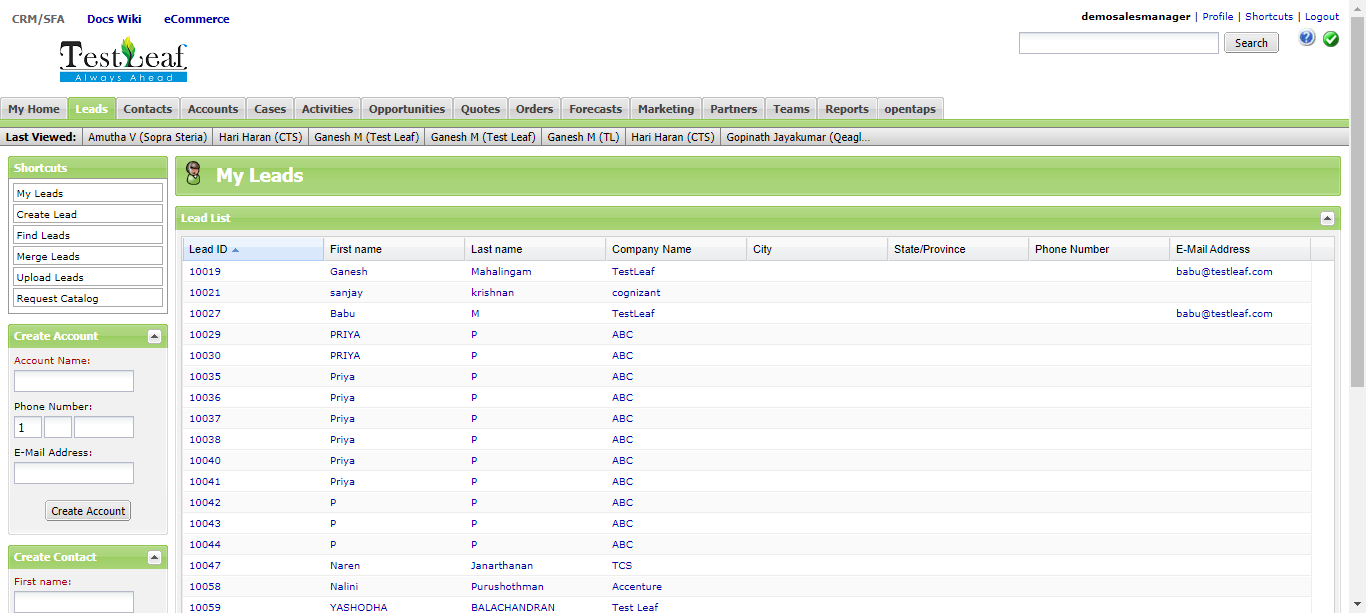 CRM/SFA Docs Wiki eCommerce
demosalesmanager | Profile | Shortcuts | Logout
Search
TestLeaf
Always Ahead
My Home Leads Contacts Accounts Cases Activities Opportunities Quotes Orders Forecasts Marketing Partners Teams Reports opentaps
Last Viewed: Amutha V (Sopra Steria) Hari Haran (CTS) Ganesh M (Test Leaf) Ganesh M (Test Leaf) Ganesh M (TL) Hari Haran (CTS) Gopinath Jayakumar (Qeagl...
Shortcuts
My Leads
Create Lead
Find Leads
Merge Leads
Upload Leads
Request Catalog
Create Account
Account Name:
Phone Number:
1
E-Mail Address:
Create Account
Create Contact
First name:
My Leads
Lead List
Lead ID First name Last name Company Name City State/Province Phone Number E-Mail Address
10019 Ganesh Mahalingam TestLeaf babu@testleaf.com
10021 sanjay krishnan cognizant
10027 Babu M TestLeaf babu@testleaf.com
10029 PRIYA P ABC
10030 PRIYA P ABC
10035 Priya P ABC
10036 Priya P ABC
10037 Priya P ABC
10038 Priya P ABC
10040 Priya P ABC
10041 Priya P ABC
10042 P P ABC
10043 P P ABC
10044 P P ABC
10047 Naren Janarthanan TCS
10058 Nalini Purushothman Accenture
10059 YASHODHA BALACHANDRAN Test Leaf